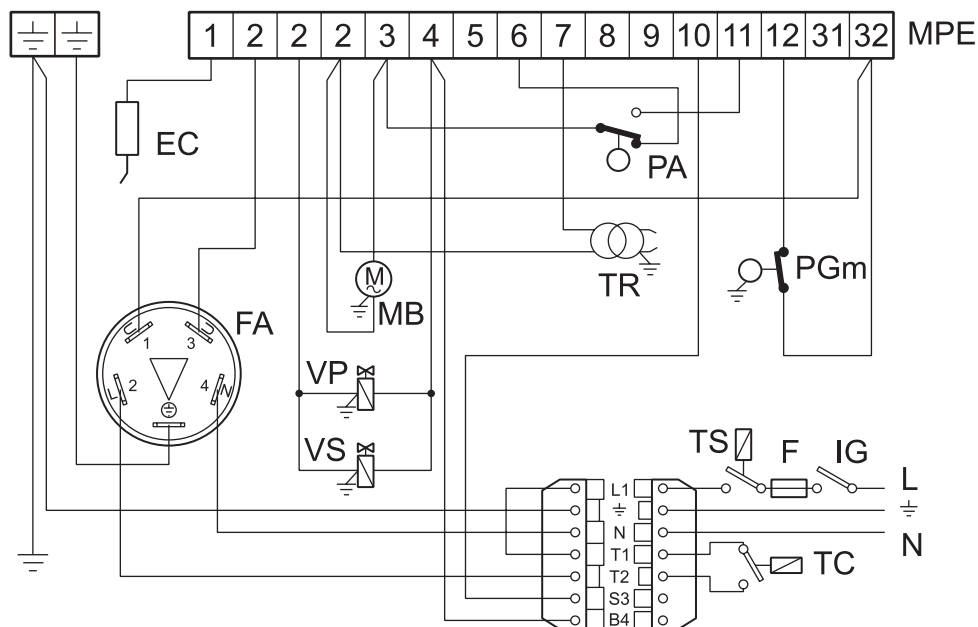 1 2 2 2 3 4 5 6 7 8 9 10 11 12 31 32 MPE
EC
PA
TR
PGm
M
MB
FA
1
3
L 2
4 N
VP
VS
TS
F
IG
L
N
L1
N
T1
T2
S3
B4
TC